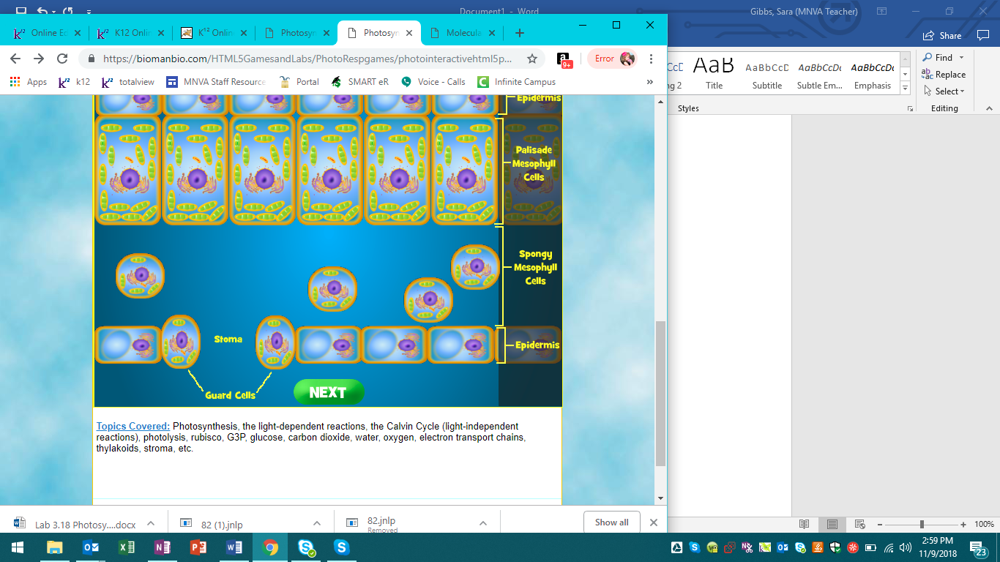 Document1 - Word
Gibbs, Sara (MNVA Teacher)
Share
Online Ed
K12 Onlin
K¹² Onlin
Photosyn
Photosyn
Molecula
https://biomanbio.com/HTML5GamesandLabs/PhotoRespgames/photointeractivehtml5p...
a
9+
Error
Apps
k12
totalview
MNVA Staff Resource
Portal
SMART eR
Voice - Calls
Infinite Campus
»
AaB
AaBbCcD
AaBbCcDc
AaBbCcDc
ng 2
Title
Subtitle
Subtle Em...
Emphasis
Styles
Find
Replace
Select
Editing
Epidermis
Palisade
Mesophyll
Cells
Spongy
Mesophyll
Cells
Stoma
Epidermis
Guard Cells
NEXT
Topics Covered: Photosynthesis, the light-dependent reactions, the Calvin Cycle (light-independent
reactions), photolysis, rubisco, G3P, glucose, carbon dioxide, water, oxygen, electron transport chains,
thylakoids, stroma, etc.
Lab 3.18 Photosy....docx
82 (1).jnlp
82.jnlp
Removed
Show all
100%
2:59 PM
11/9/2018
23